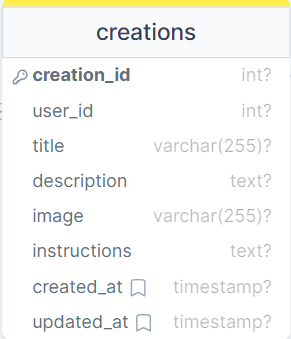 creations
creation_id int?
user_id int?
title varchar(255)?
description text?
image varchar(255)?
instructions text?
created_at timestamp?
updated_at timestamp?